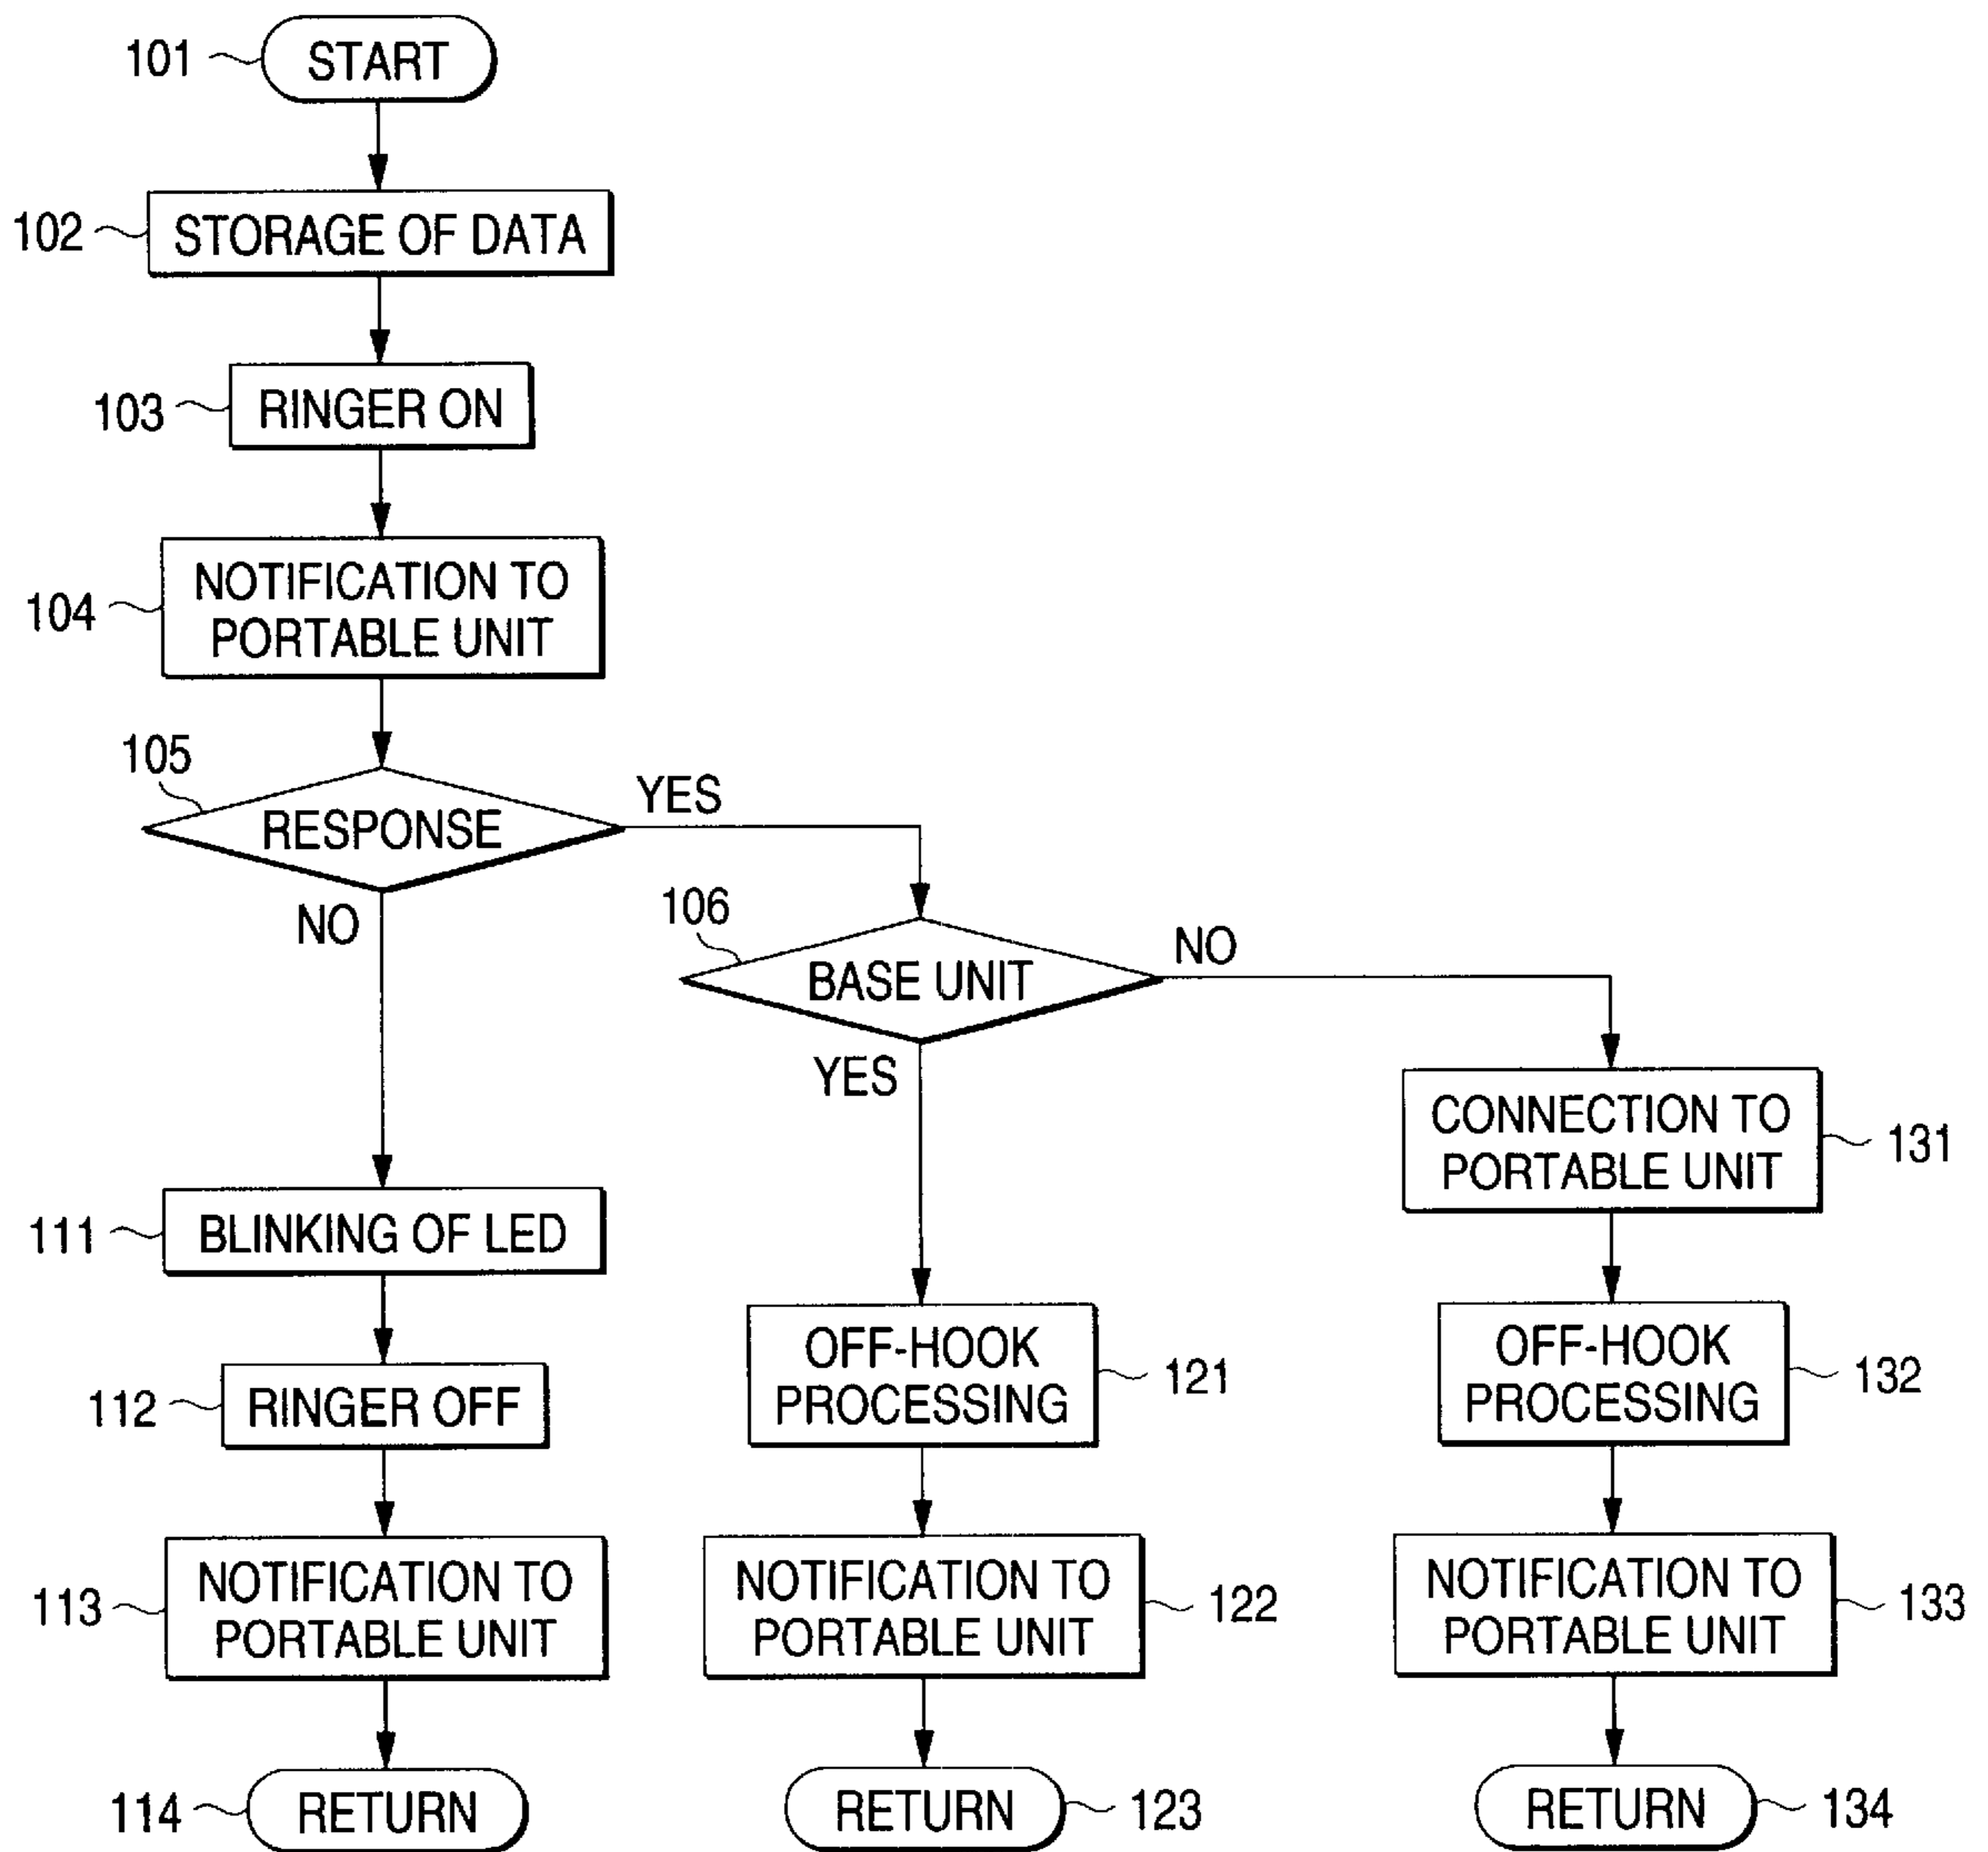 101
START
102
STORAGE OF DATA
103
RINGER ON
104
NOTIFICATION TO
PORTABLE UNIT
105
RESPONSE
YES
NO
106
BASE UNIT
NO
YES
CONNECTION TO
PORTABLE UNIT
131
111
BLINKING OF LED
OFF-HOOK
PROCESSING
121
OFF-HOOK
PROCESSING
132
112
RINGER OFF
113
NOTIFICATION TO
PORTABLE UNIT
NOTIFICATION TO
PORTABLE UNIT
122
NOTIFICATION TO
PORTABLE UNIT
133
114
RETURN
RETURN
123
RETURN
134